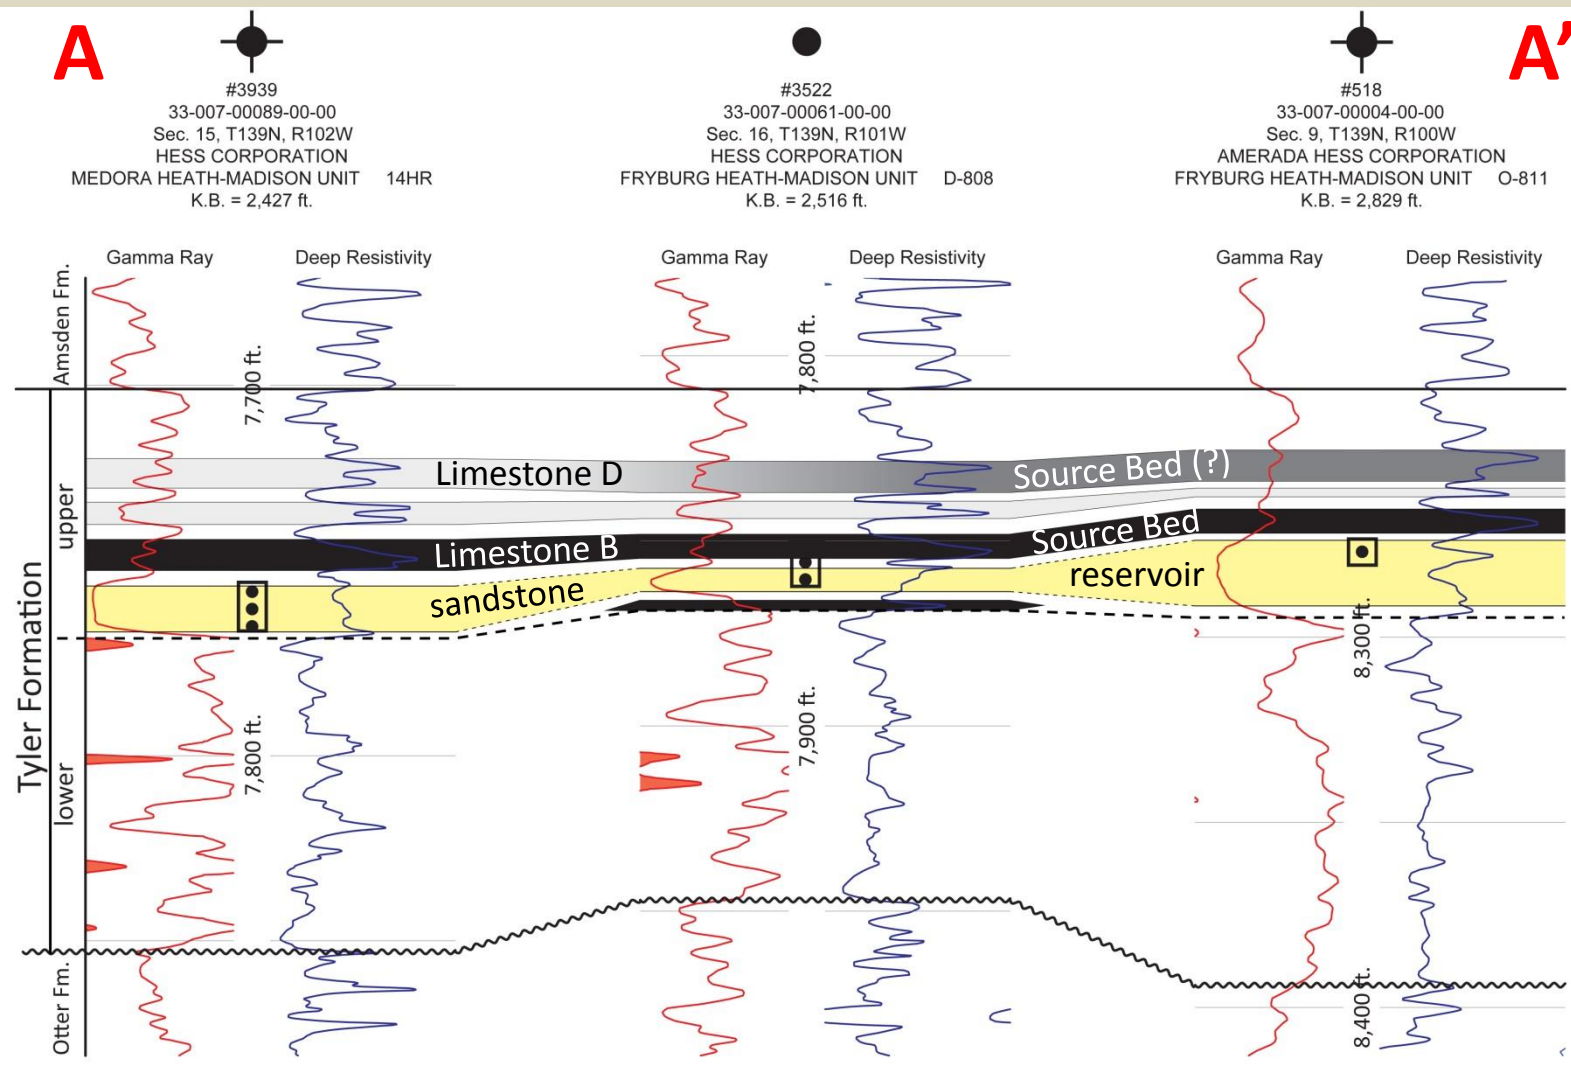 A
A’
#3939
33-007-00089-00-00
Sec. 15, T139N, R102W
HESS CORPORATION
MEDORA HEATH-MADISON UNIT 14HR
K.B. = 2,427 ft.
#3522
33-007-00061-00-00
Sec. 16, T139N, R101W
HESS CORPORATION
FRYBURG HEATH-MADISON UNIT D-808
K.B. = 2,516 ft.
#518
33-007-00004-00-00
Sec. 9, T139N, R100W
AMERADA HESS CORPORATION
FRYBURG HEATH-MADISON UNIT O-811
K.B. = 2,829 ft.
Gamma Ray Deep Resistivity
Gamma Ray Deep Resistivity
Gamma Ray Deep Resistivity
Amsden Fm.
7,700 ft.
7,800 ft.
upper
Limestone D
Source Bed (?)
Limestone B
Source Bed
sandstone
reservoir
Tyler Formation
lower
7,800 ft.
7,900 ft.
8,300 ft.
Otter Fm.
8,400 ft.